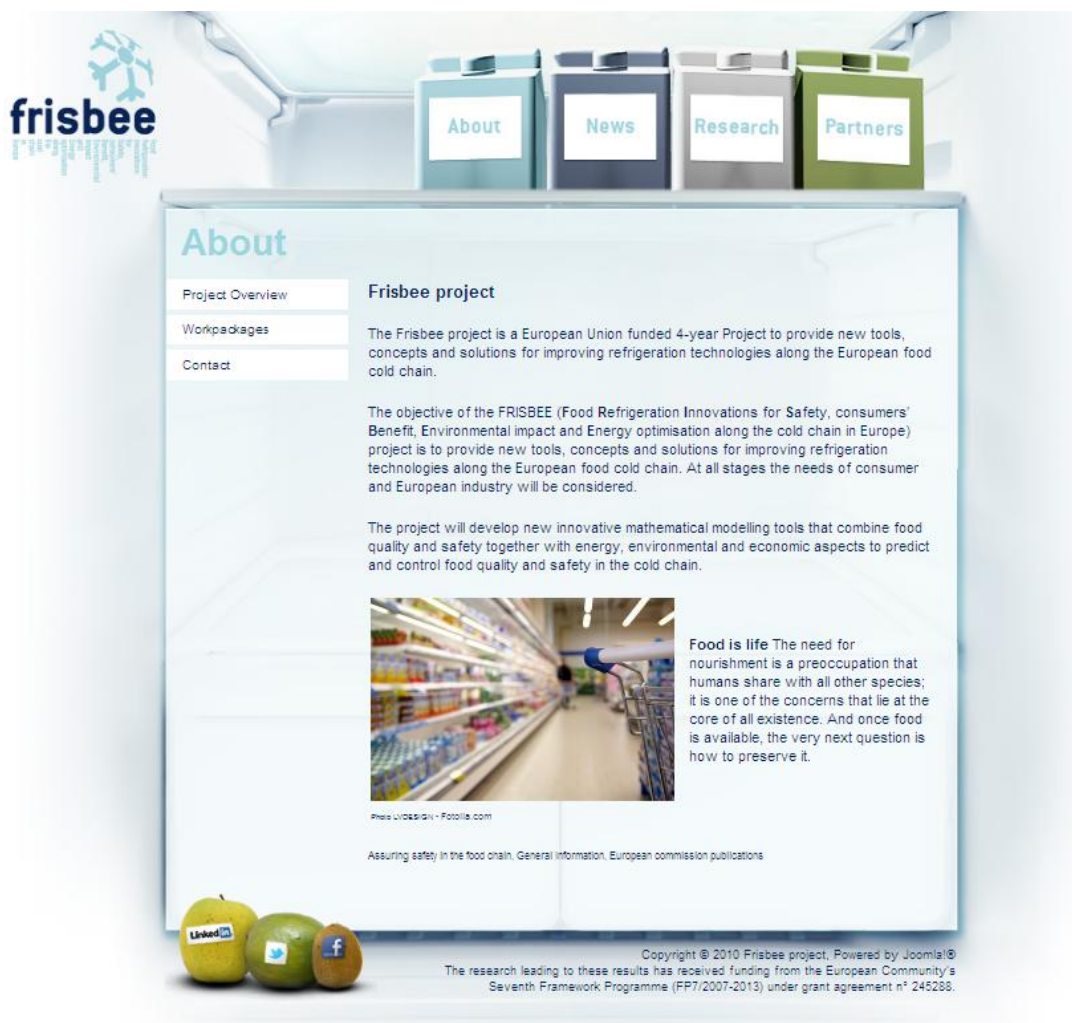 frisbee
About
News
Research
Partners
About
Project Overview
Workpackages
Contact
Frisbee project
The Frisbee project is a European Union funded 4-year Project to provide new tools,
concepts and solutions for improving refrigeration technologies along the European food
cold chain.
The objective of the FRISBEE (Food Refrigeration Innovations for Safety, consumers'
Benefit, Environmental impact and Energy optimisation along the cold chain in Europe)
project is to provide new tools, concepts and solutions for improving refrigeration
technologies along the European food cold chain. At all stages the needs of consumer
and European industry will be considered.
The project will develop new innovative mathematical modelling tools that combine food
quality and safety together with energy, environmental and economic aspects to predict
and control food quality and safety in the cold chain.
Food is life The need for
nourishment is a preoccupation that
humans share with all other species;
it is one of the concerns that lie at the
core of all existence. And once food
is available, the very next question is
how to preserve it.
Photo LVDESIGN - Fotolia.com
Assuring safety in the food chain, General information, European commission publications
Linked in
f
Copyright © 2010 Frisbee project, Powered by Joomla!®
The research leading to these results has received funding from the European Community's
Seventh Framework Programme (FP7/2007-2013) under grant agreement n° 245288.